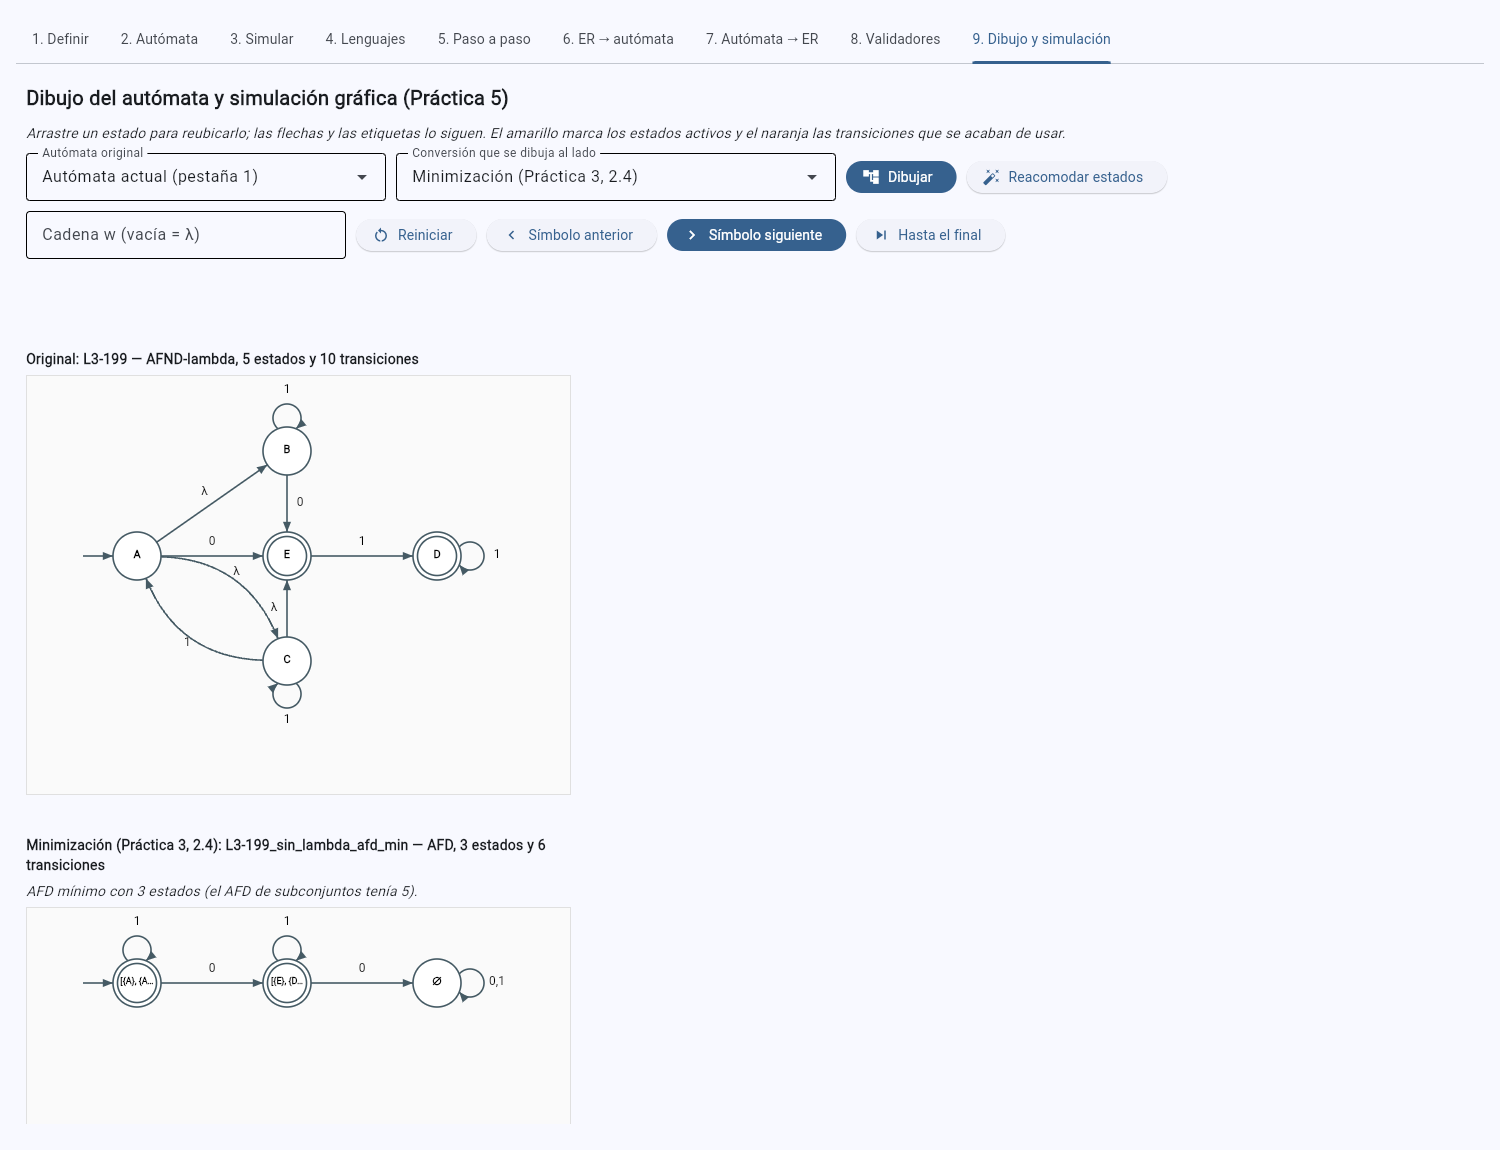 1. Definir 2. Autómata 3. Simular 4. Lenguajes 5. Paso a paso 6. ER → autómata 7. Autómata → ER 8. Validadores 9. Dibujo y simulación
Dibujo del autómata y simulación gráfica (Práctica 5)
Arrastre un estado para reubicarlo; las flechas y las etiquetas lo siguen. El amarillo marca los estados activos y el naranja las transiciones que se acaban de usar.
Autómata original Conversión que se dibuja al lado
Autómata actual (pestaña 1) Minimización (Práctica 3, 2.4) Dibujar Reacomodar estados
Cadena w (vacía = λ) Reiniciar Símbolo anterior Símbolo siguiente Hasta el final
Original: L3-199 — AFND-lambda, 5 estados y 10 transiciones
1
B
λ
0
0 1
A E D 1
λ
λ
1
C
1
Minimización (Práctica 3, 2.4): L3-199_sin_lambda_afd_min — AFD, 3 estados y 6
transiciones
AFD mínimo con 3 estados (el AFD de subconjuntos tenía 5).
1 1
0 0
[{A}, {A... [{E}, {D... ∅ 0,1